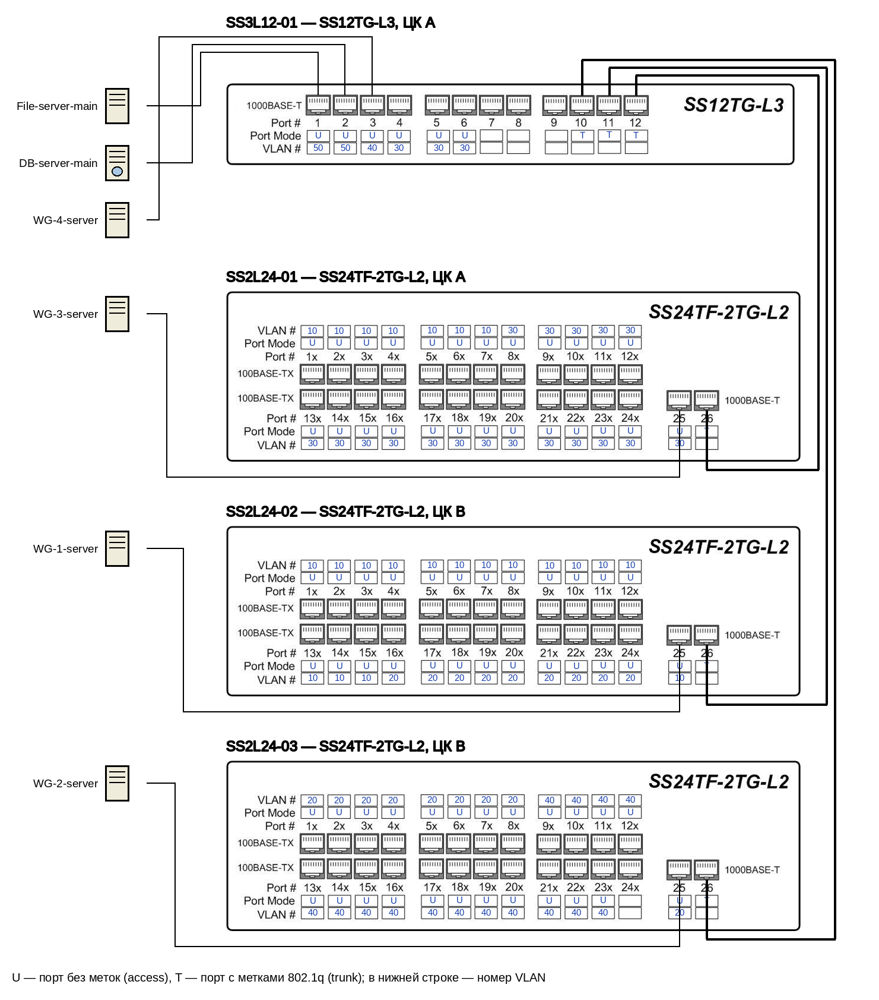 SS3L12-01 — SS12TG-L3, ЦК А
SS12TG-L3
File-server-main
1000BASE-T
Port # 1 2 3 4 5 6 7 8 9 10 11 12
Port Mode U U U U U U T T T
VLAN # 50 50 40 30 30 30
DB-server-main
WG-4-server
SS2L24-01 — SS24TF-2TG-L2, ЦК А
SS24TF-2TG-L2
WG-3-server
VLAN # 10 10 10 10 10 10 10 30 30 30 30 30
Port Mode U U U U U U U U U U U U
Port # 1x 2x 3x 4x 5x 6x 7x 8x 9x 10x 11x 12x
100BASE-TX
100BASE-TX 1000BASE-T
Port # 13x 14x 15x 16x 17x 18x 19x 20x 21x 22x 23x 24x 25 26
Port Mode U U U U U U U U U U U U U T
VLAN # 30 30 30 30 30 30 30 30 30 30 30 30 30
SS2L24-02 — SS24TF-2TG-L2, ЦК В
SS24TF-2TG-L2
WG-1-server
VLAN # 10 10 10 10 10 10 10 10 10 10 10 10
Port Mode U U U U U U U U U U U U
Port # 1x 2x 3x 4x 5x 6x 7x 8x 9x 10x 11x 12x
100BASE-TX
100BASE-TX 1000BASE-T
Port # 13x 14x 15x 16x 17x 18x 19x 20x 21x 22x 23x 24x 25 26
Port Mode U U U U U U U U U U U U U T
VLAN # 10 10 10 20 20 20 20 20 20 20 20 20 10
SS2L24-03 — SS24TF-2TG-L2, ЦК В
SS24TF-2TG-L2
WG-2-server
VLAN # 20 20 20 20 20 20 20 20 40 40 40 40
Port Mode U U U U U U U U U U U U
Port # 1x 2x 3x 4x 5x 6x 7x 8x 9x 10x 11x 12x
100BASE-TX
100BASE-TX 1000BASE-T
Port # 13x 14x 15x 16x 17x 18x 19x 20x 21x 22x 23x 24x 25 26
Port Mode U U U U U U U U U U U U T
VLAN # 40 40 40 40 40 40 40 40 40 40 40 20
U — порт без меток (access), T — порт с метками 802.1q (trunk); в нижней строке — номер VLAN